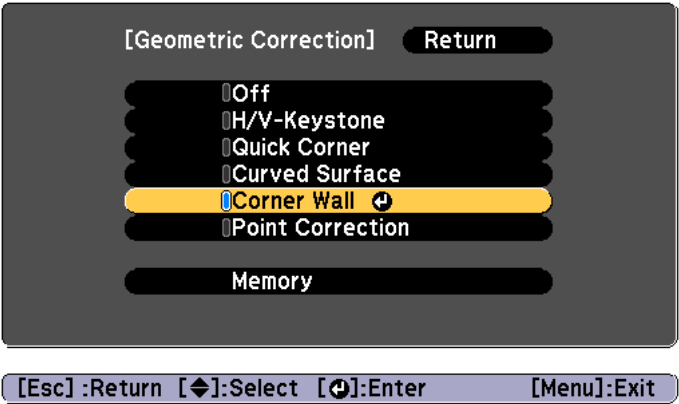 [Geometric Correction] Return
Off
H/V-Keystone
Quick Corner
Curved Surface
Corner Wall
Point Correction
Memory
[Esc] :Return [◆]:Select [↵]:Enter [Menu]:Exit